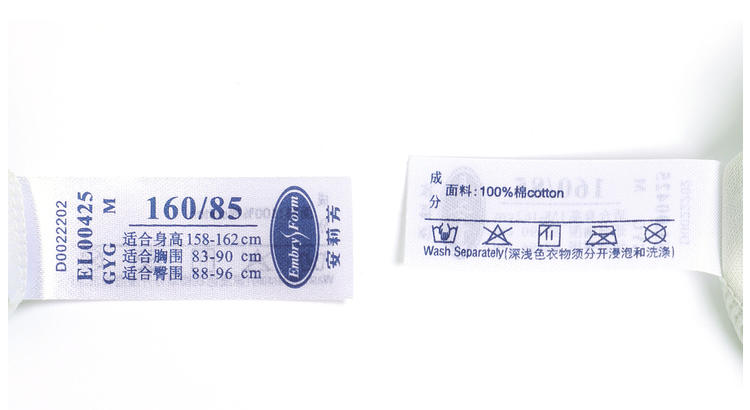 D0022202
EL00425
GYG M
160/85
适合身高 158-162 cm
适合胸围 83-90 cm
适合臀围 88-96 cm
Embry Form
安莉芳
成分
面料:100%棉cotton
Wash Separately(深浅色衣物须分开浸泡和洗涤)